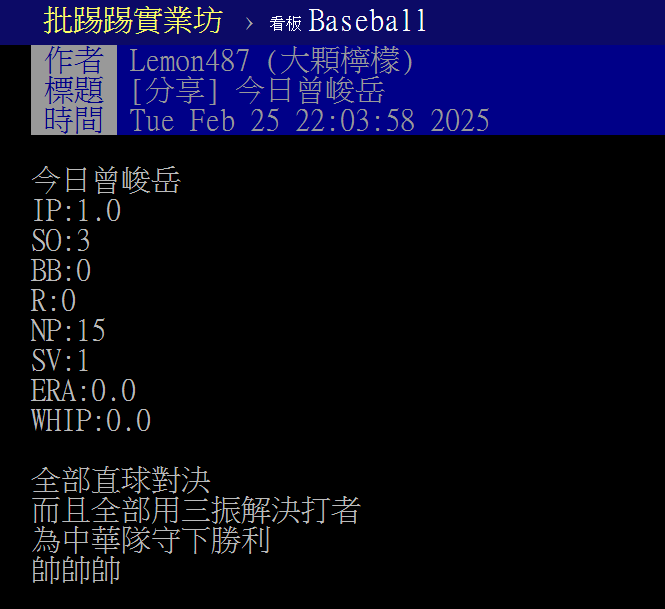 批踢踢實業坊 › 看板 Baseball
作者 Lemon487 (大顆檸檬)
標題 [分享] 今日曾峻岳
時間 Tue Feb 25 22:03:58 2025
今日曾峻岳
IP:1.0
SO:3
BB:0
R:0
NP:15
SV:1
ERA:0.0
WHIP:0.0
全部直球對決
而且全部用三振解決打者
為中華隊守下勝利
帥帥帥